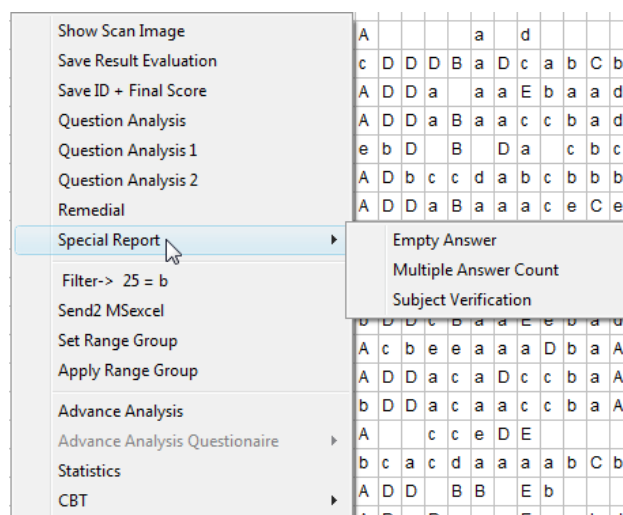 Show Scan Image
Save Result Evaluation
Save ID + Final Score
Question Analysis
Question Analysis 1
Question Analysis 2
Remedial
Special Report
Filter-> 25 = b
Send2 MSexcel
Set Range Group
Apply Range Group
Advance Analysis
Advance Analysis Questionaire
Statistics
CBT
Empty Answer
Multiple Answer Count
Subject Verification
A a d
c D D D B a D c a b C b
A D D a a a E b a a d
A D D a B a a c c b a d
e b D B D a c b c
A D b c c d a b c b b b
A D D a B a a a c e C e
A c b e e a a a D b a A
A D D a c a D c c b a A
b D D a c a a c c b a A
A c c e D E
b c a c d a a a a b C b
A D D B B E b